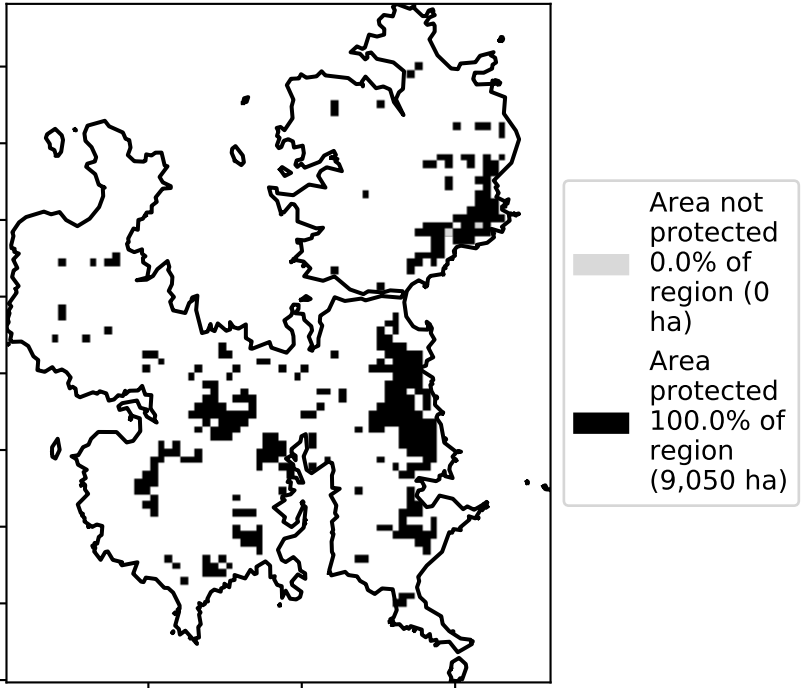 Area not
protected
0.0% of
region (0
ha)
Area
protected
100.0% of
region
(9,050 ha)